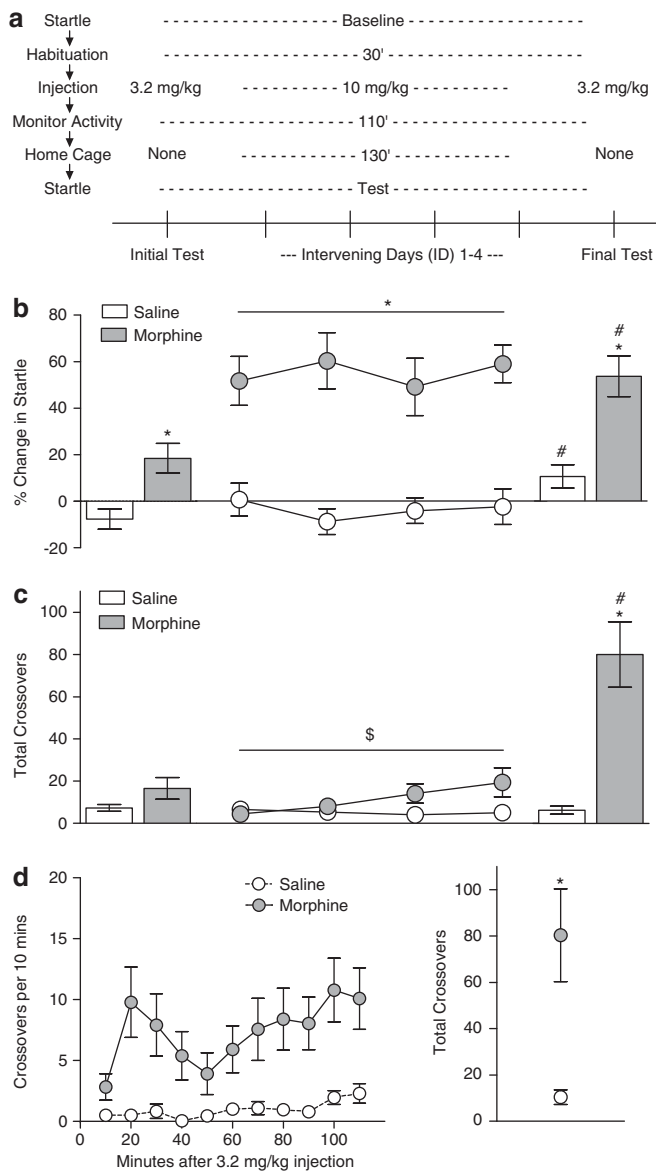 a
Startle - - - Baseline - - -
Habituation - - - 30' - - -
Injection 3.2 mg/kg - - - 10 mg/kg - - - 3.2 mg/kg
Monitor Activity - - - 110' - - -
Home Cage None - - - 130' - - - None
Startle - - - Test - - -
Initial Test --- Intervening Days (ID) 1-4 --- Final Test
b
% Change in Startle
80
60
40
20
0
-20
Saline
Morphine
*
*
#
#
*
c
Total Crossovers
100
80
60
40
20
0
Saline
Morphine
$
#
*
d
Crossovers per 10 mins
20
15
10
5
0
Saline
Morphine
0 20 40 60 80 100
Minutes after 3.2 mg/kg injection
Total Crossovers
100
80
60
40
20
0
*